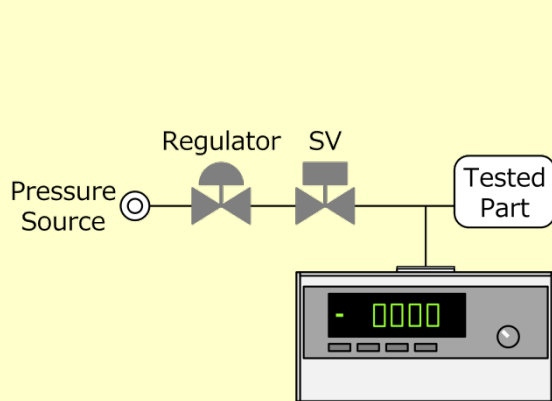 Regulator SV
Pressure
Source
Tested
Part
- 0000